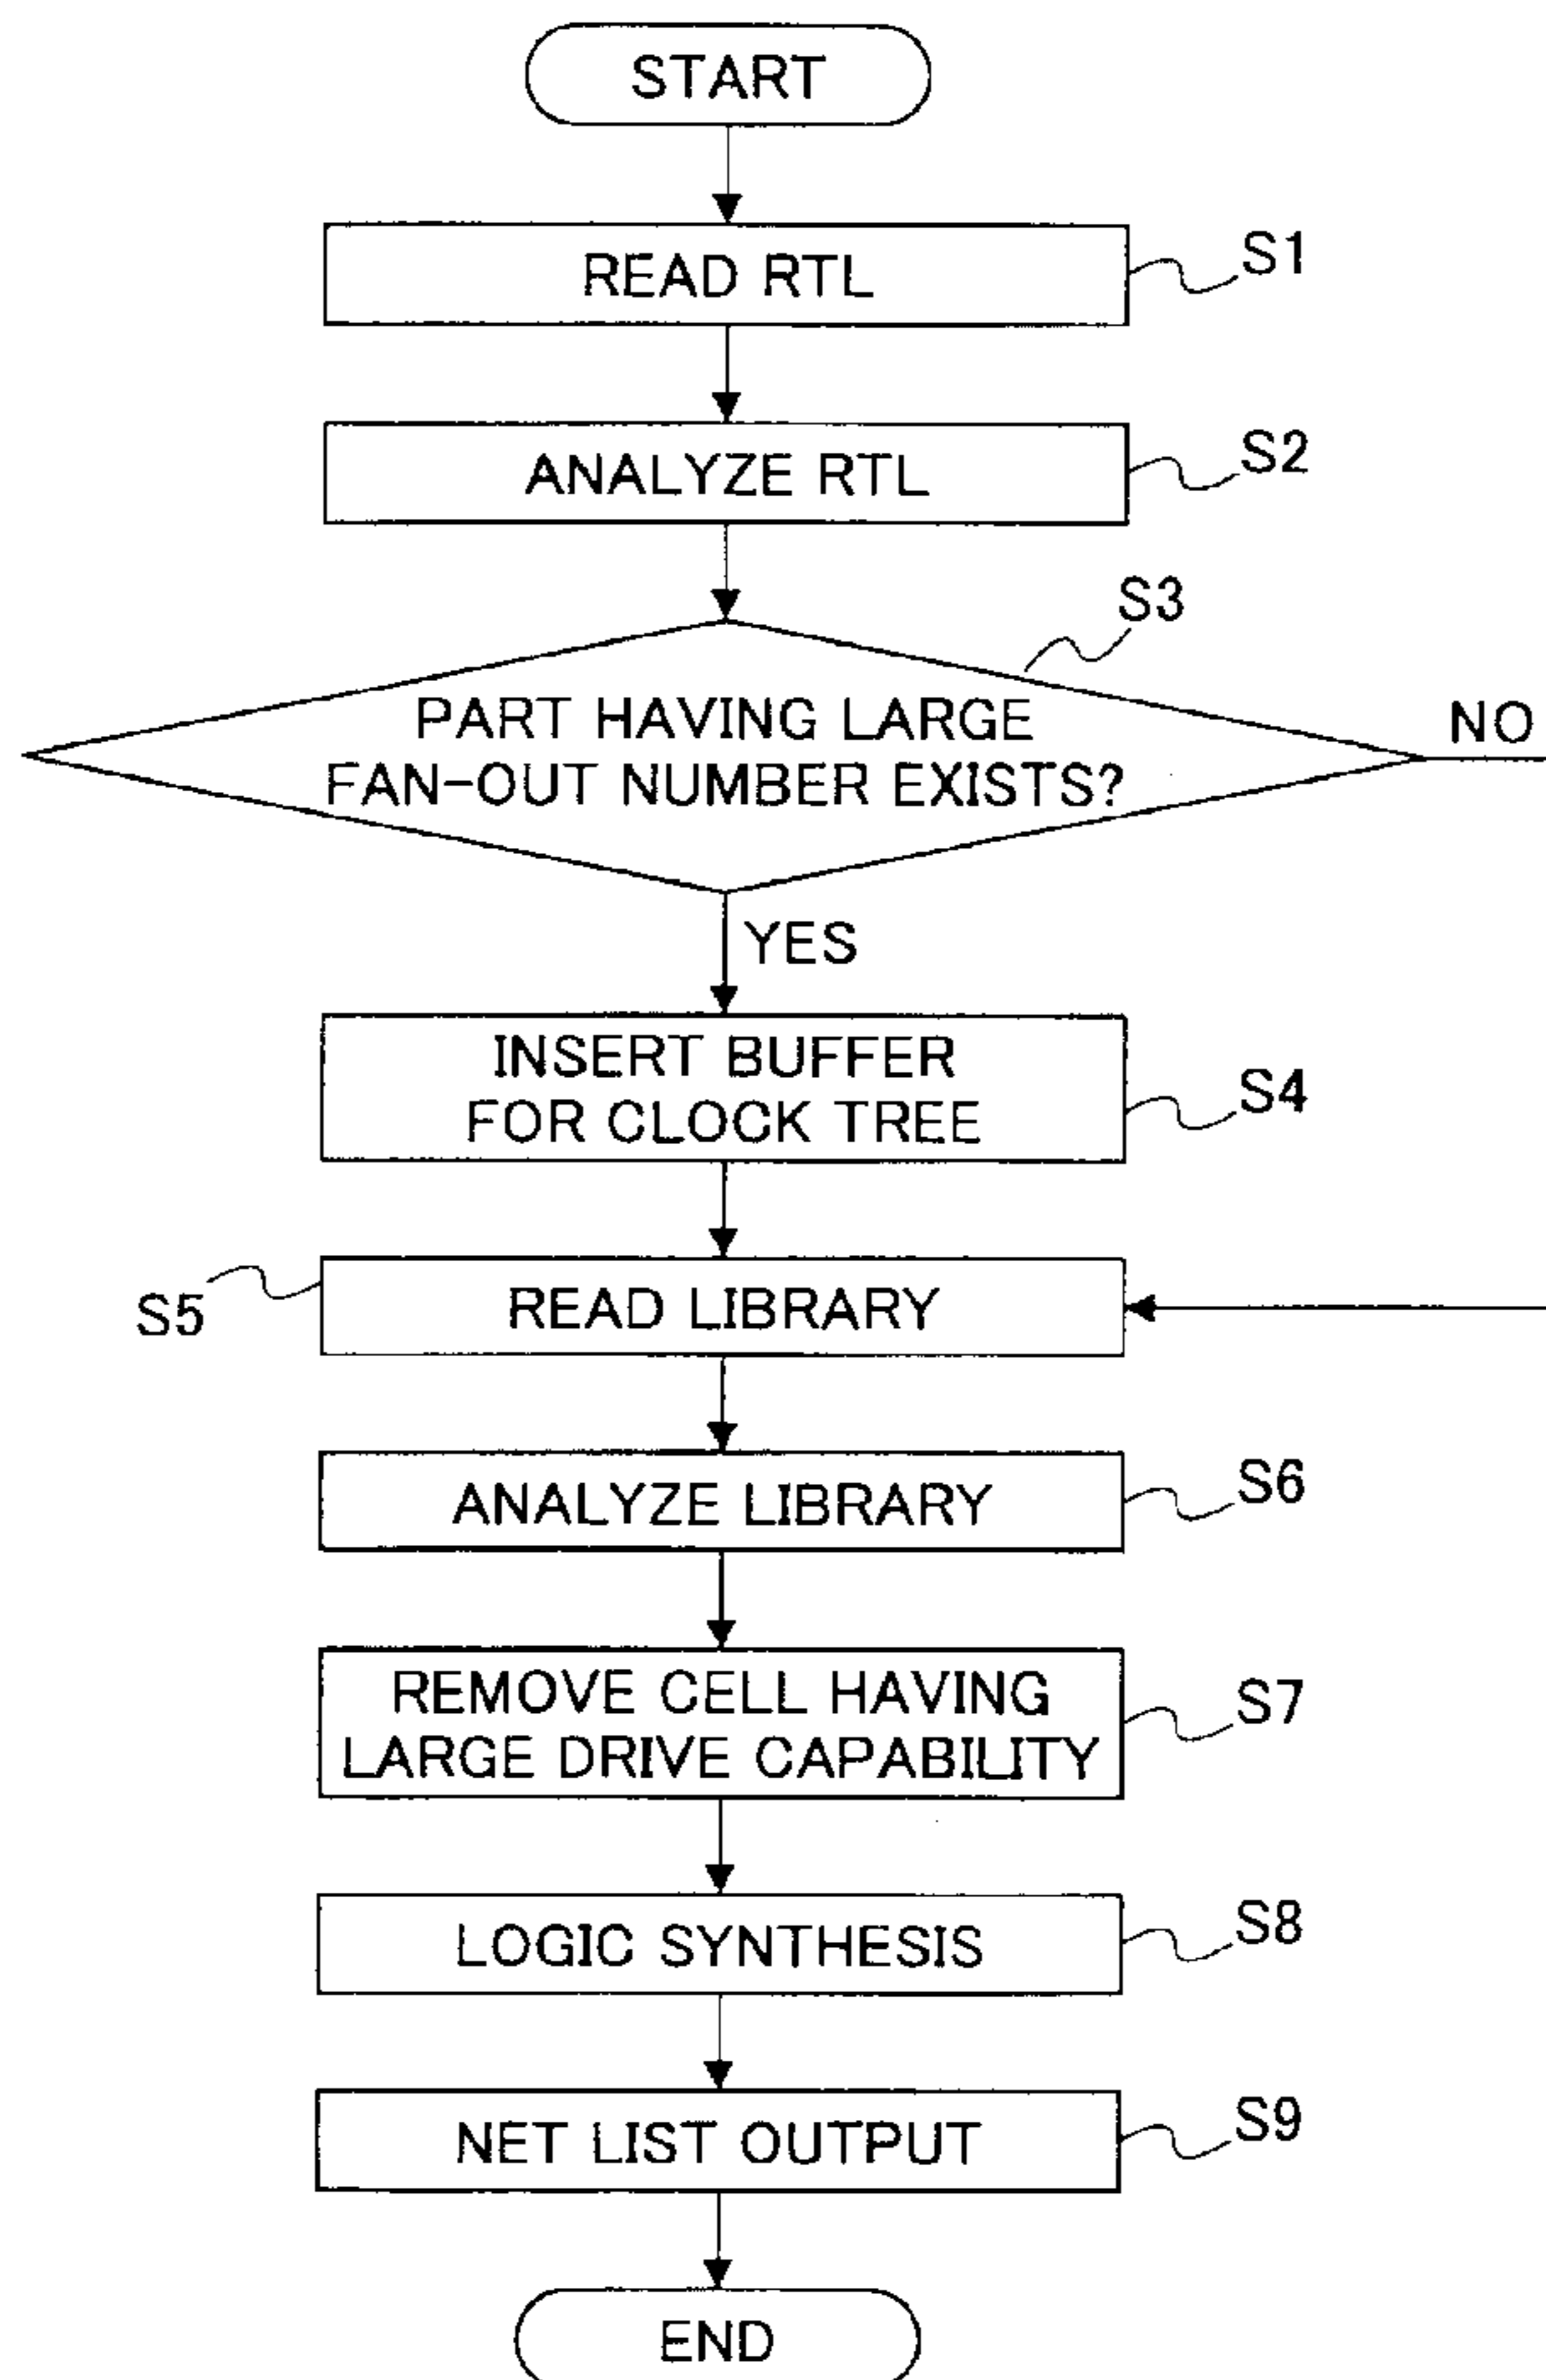 START
READ RTL
S1
ANALYZE RTL
S2
S3
PART HAVING LARGE
FAN-OUT NUMBER EXISTS?
NO
YES
INSERT BUFFER
FOR CLOCK TREE
S4
S5
READ LIBRARY
ANALYZE LIBRARY
S6
REMOVE CELL HAVING
LARGE DRIVE CAPABILITY
S7
LOGIC SYNTHESIS
S8
NET LIST OUTPUT
S9
END